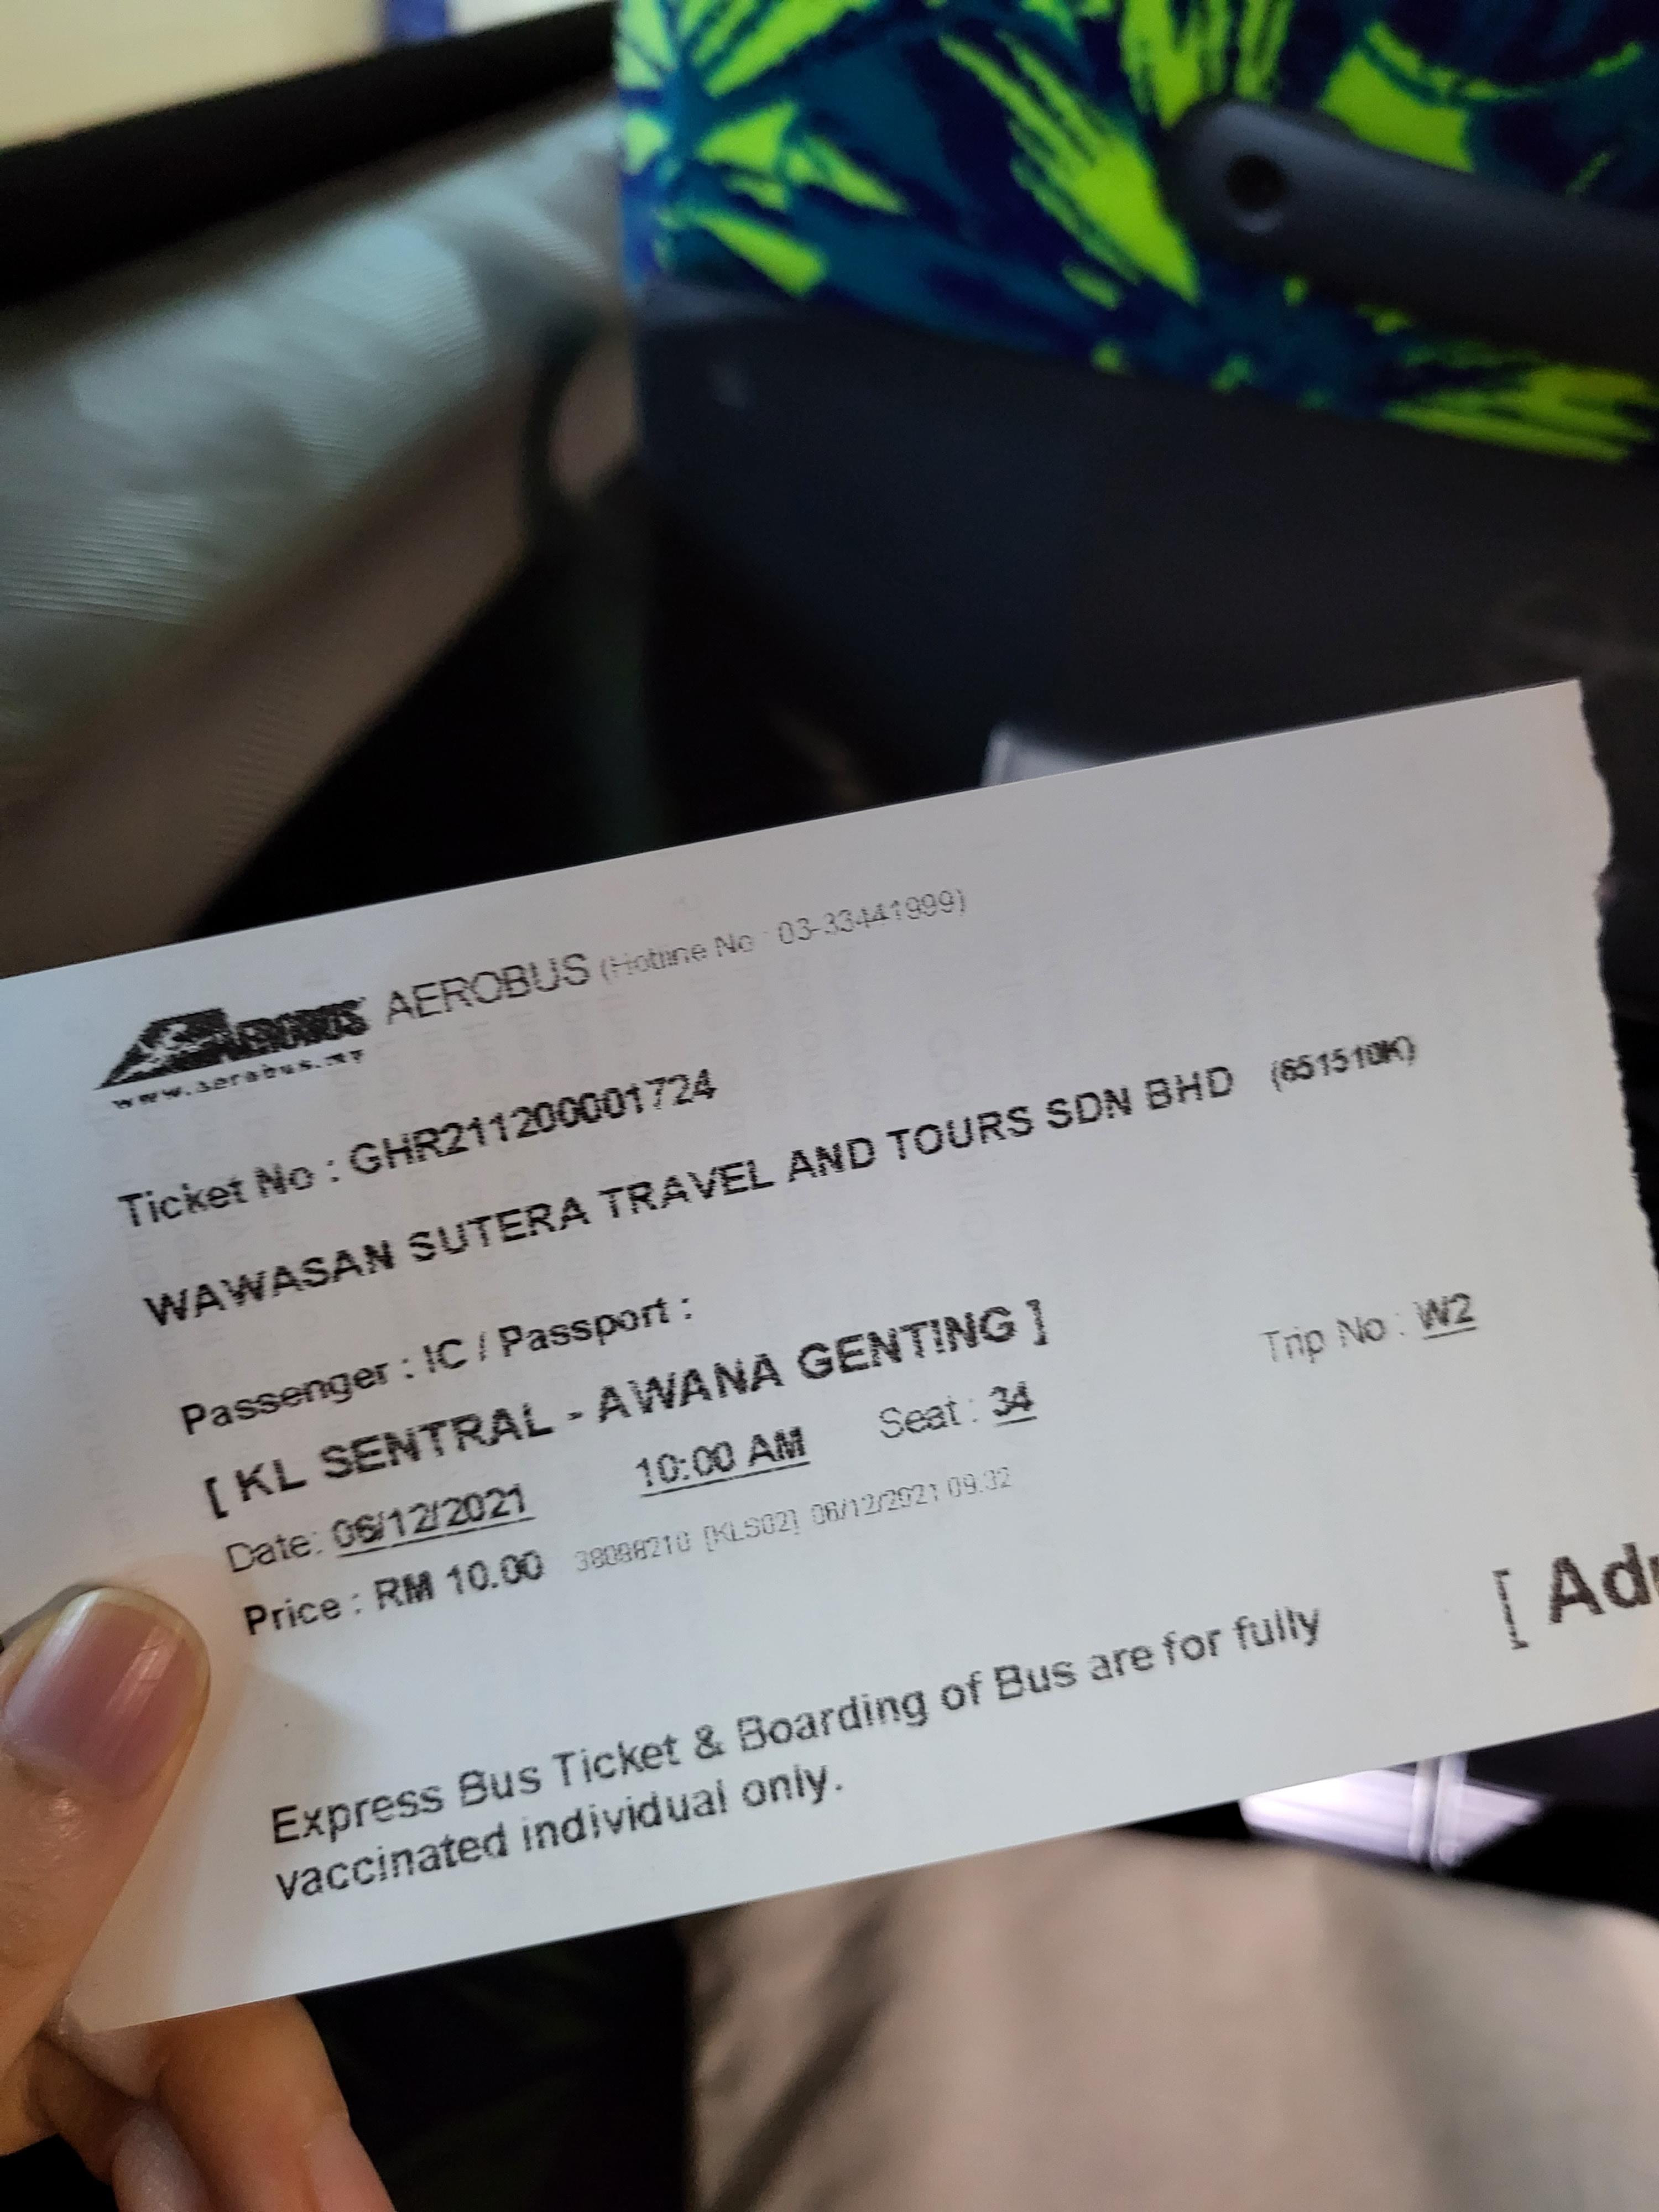 AEROBUS AEROBUS (Hotline No : 03-33441999)
www.aerobus.my
Ticket No : GHR211200001724
WAWASAN SUTERA TRAVEL AND TOURS SDN BHD (651510K)
Passenger : IC / Passport :
[ KL SENTRAL - AWANA GENTING ] Trip No : W2
Date: 06/12/2021 10:00 AM Seat : 34
Price : RM 10.00 [KLS02] 06/12/2021 09:32
[ Ad
Express Bus Ticket & Boarding of Bus are for fully
vaccinated individual only.